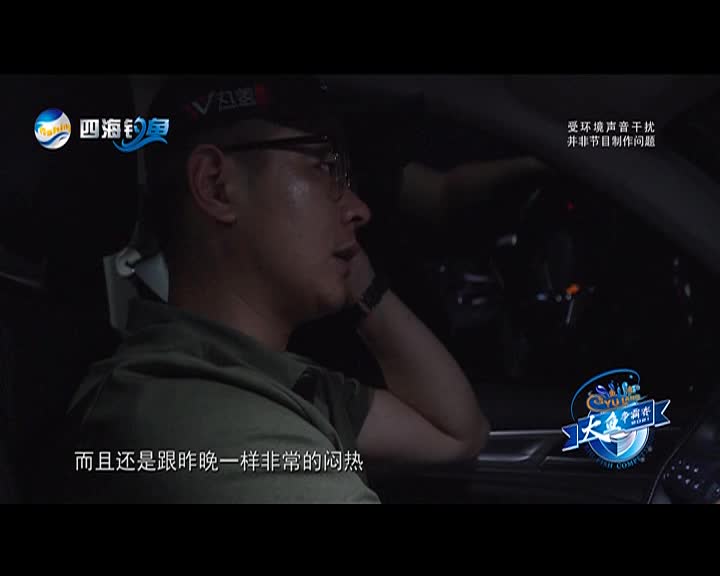 四海钓鱼
受环境声音干扰
并非节目制作问题
大鱼争霸赛
而且还是跟昨晚一样非常的闷热